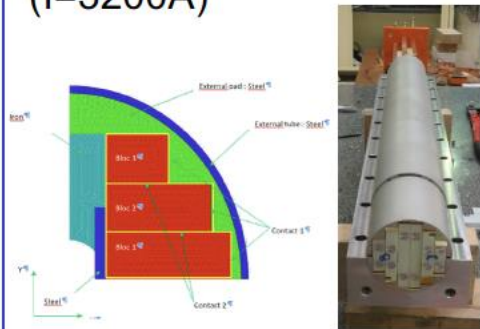 (I=5200A)
External pad : Steel
Iron
External tube : Steel
Bloc 3
Bloc 2
Contact 1
Bloc 1
Y
Steel
Contact 2